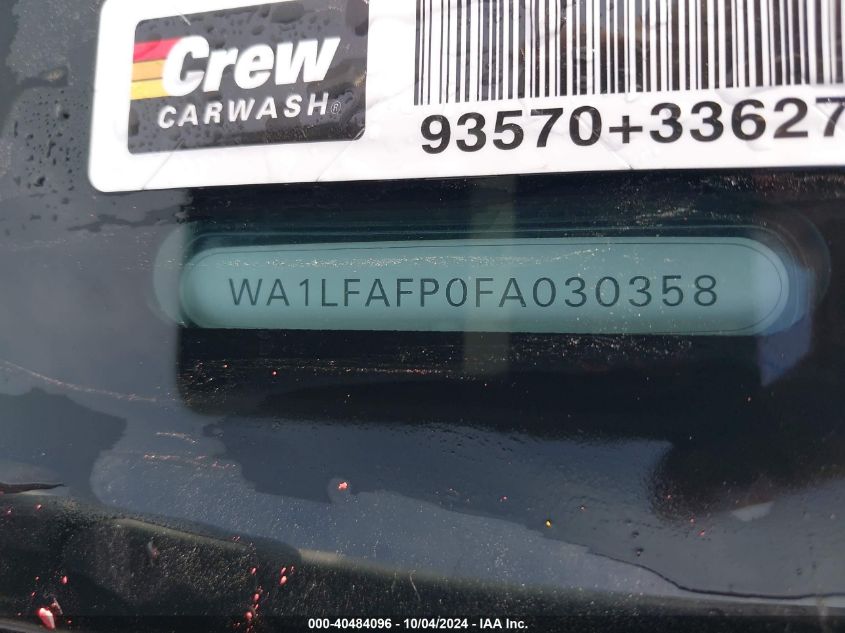 Crew
CARWASH®
93570+33627
WA1LFAFP0FA030358
000-40484096 - 10/04/2024 - IAA Inc.